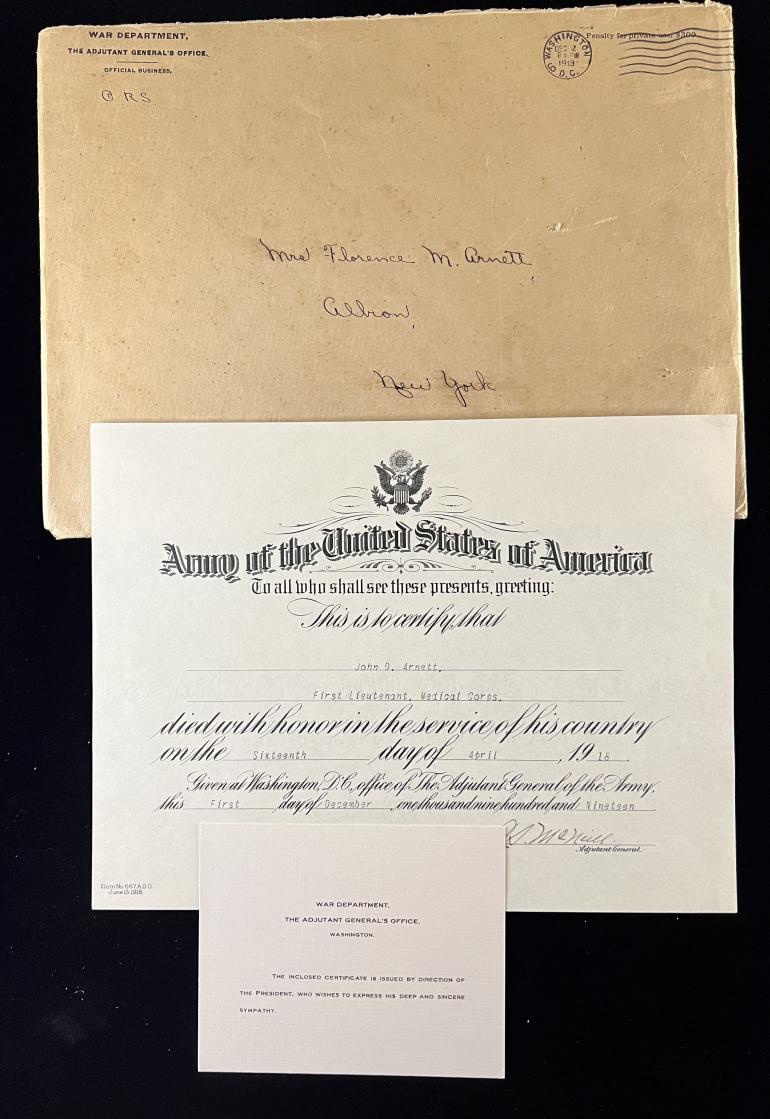 WAR DEPARTMENT,
THE ADJUTANT GENERAL'S OFFICE.
OFFICIAL BUSINESS.
C R S
WASHINGTON
DEC 2
1919
6 D.C.
Penalty for private use, $300
Mrs Florence M. Arnett,
Albion,
New York
Army of the United States of America
To all who shall see these presents, greeting:
This is to certify that
John D. Arnett,
First Lieutenant, Medical Corps,
died with honor in the service of his country
on the Sixteenth day of April, 1918.
Given at Washington, D.C., office of The Adjutant General of the Army,
this First day of December, one thousand nine hundred and Nineteen
Adjutant General.
Form No. 667 A.G.O.
June 15, 1918.
WAR DEPARTMENT,
THE ADJUTANT GENERAL'S OFFICE,
WASHINGTON.
THE INCLOSED CERTIFICATE IS ISSUED BY DIRECTION OF
THE PRESIDENT, WHO WISHES TO EXPRESS HIS DEEP AND SINCERE
SYMPATHY.